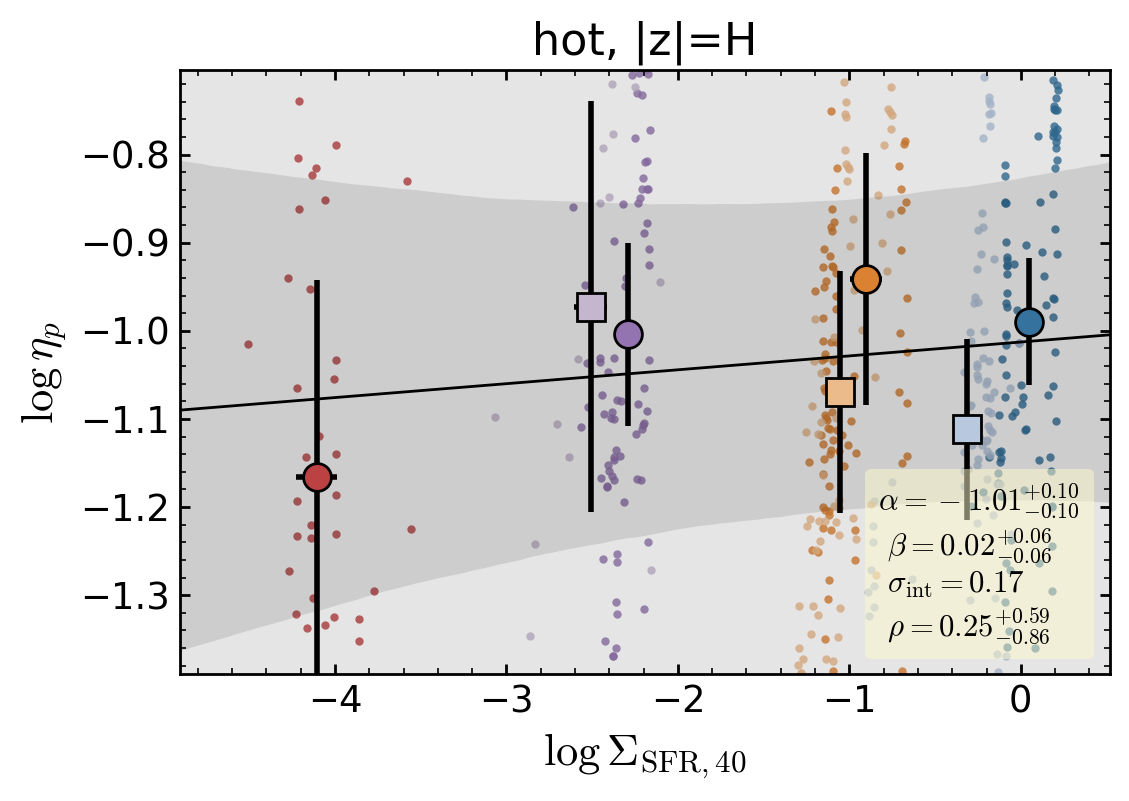 hot, |z|=H
log η_p
−0.8
−0.9
−1.0
−1.1
−1.2
−1.3
α = −1.01^{+0.10}_{−0.10}
β = 0.02^{+0.06}_{−0.06}
σ_int = 0.17
ρ = 0.25^{+0.59}_{−0.86}
−4 −3 −2 −1 0
log Σ_{SFR, 40}